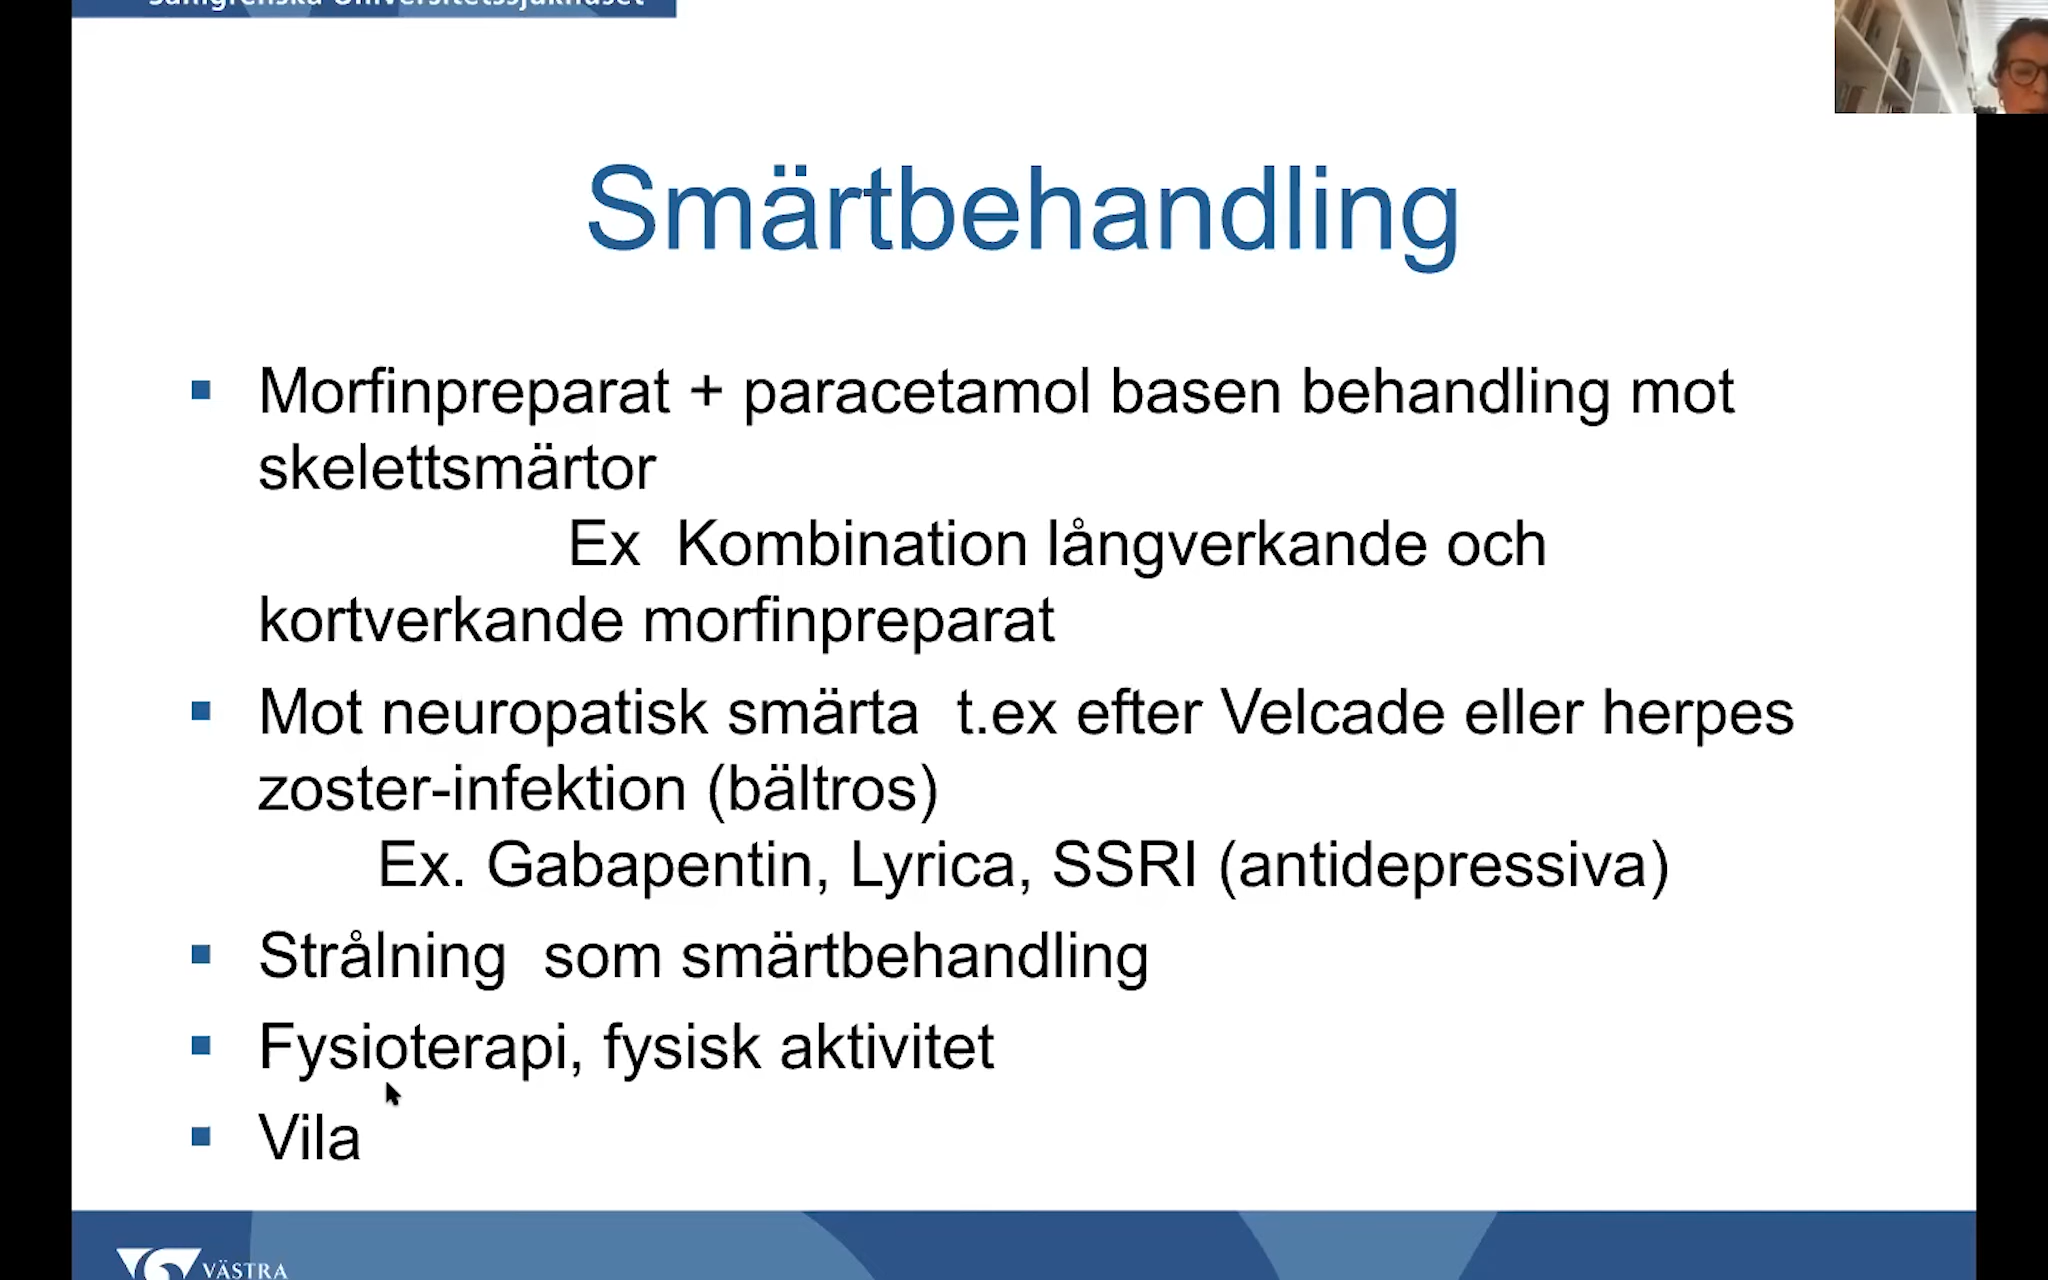 Sahlgrenska Universitetssjukhuset
Smärtbehandling
▪ Morfinpreparat + paracetamol basen behandling mot
skelettsmärtor
Ex  Kombination långverkande och
kortverkande morfinpreparat
▪ Mot neuropatisk smärta  t.ex efter Velcade eller herpes
zoster-infektion (bältros)
Ex. Gabapentin, Lyrica, SSRI (antidepressiva)
▪ Strålning  som smärtbehandling
▪ Fysioterapi, fysisk aktivitet
▪ Vila
VÄSTRA